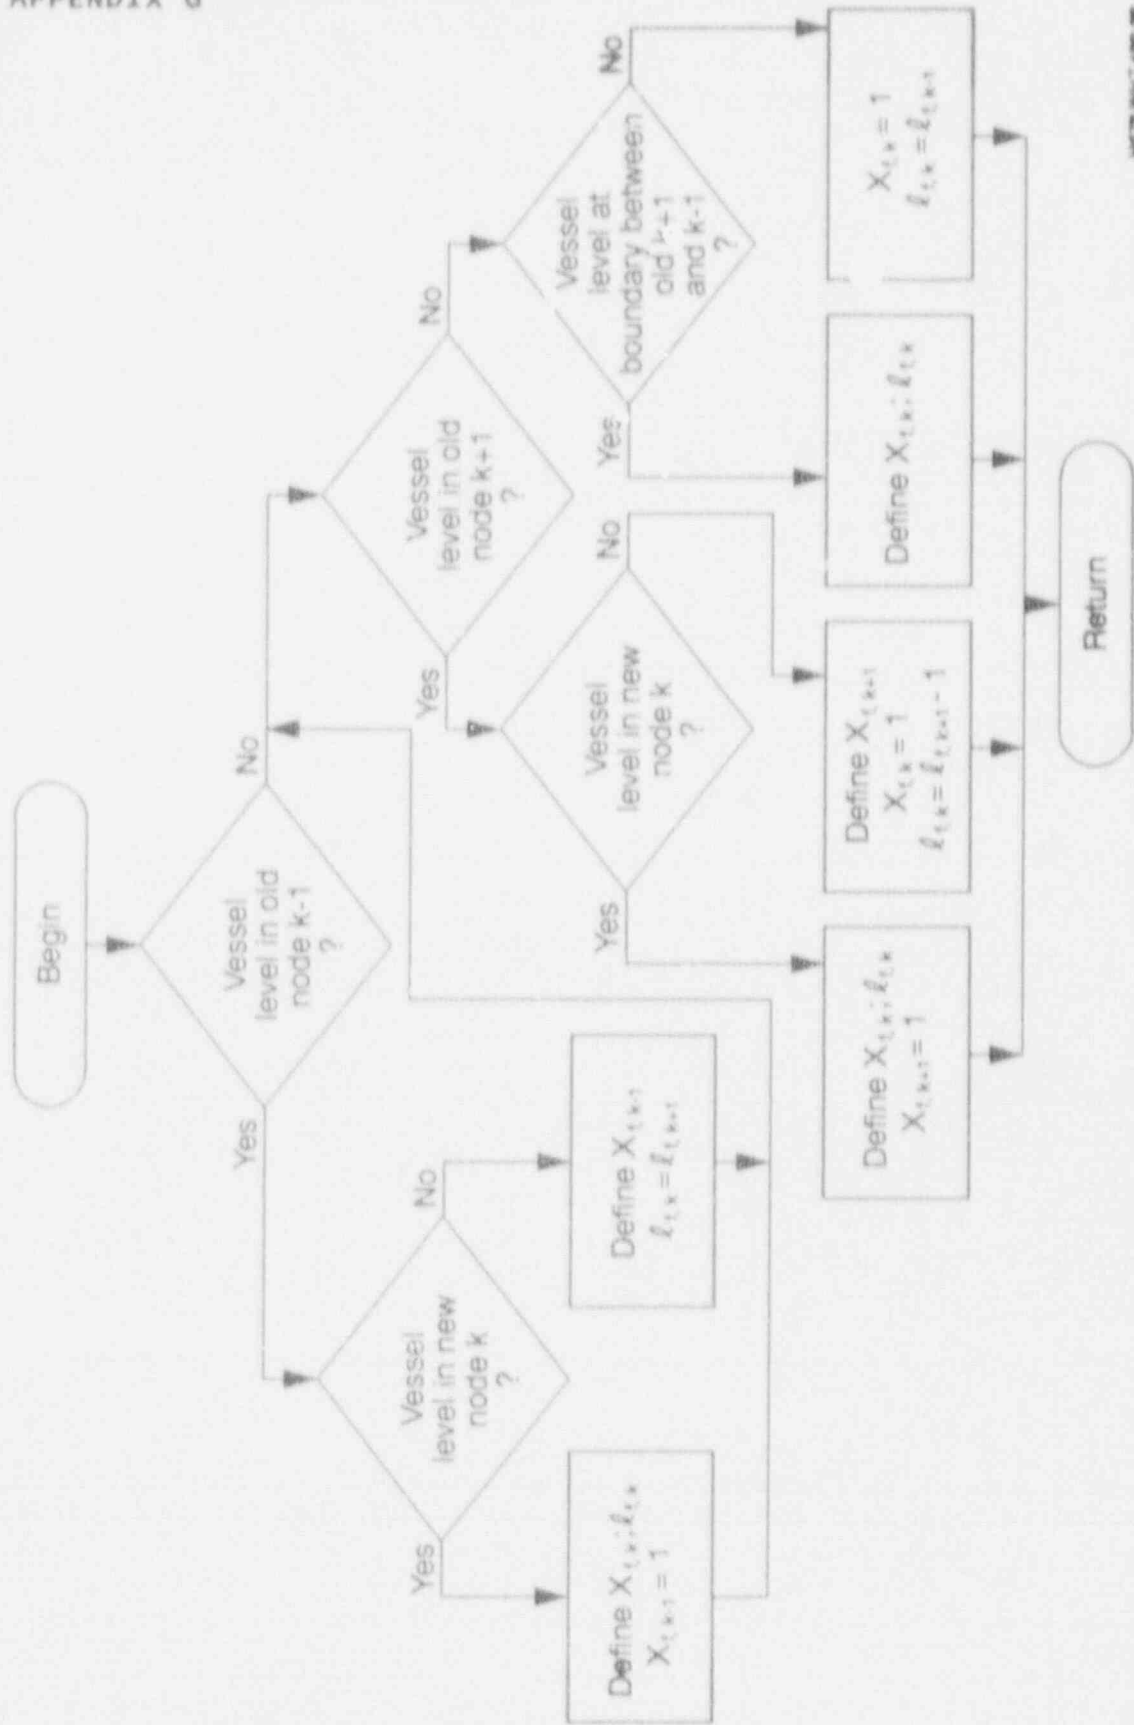 APPENDIX G
Begin
Vessel
level in old
node k-1
?
Yes
No
Vessel
level in new
node k
?
Yes
No
Define X_{f,k}; ℓ_{f,k}
X_{f,k-1} = 1
Define X_{f,k-1}
ℓ_{f,k} = ℓ_{f,k+1}
Vessel
level in old
node k+1
?
Yes
No
Vessel
level in new
node k
?
Yes
No
Vessel
level at
boundary between
old k+1
and k-1
?
Yes
No
Define X_{f,k}; ℓ_{f,k}
X_{f,k+1} = 1
Define X_{f,k+1}
X_{f,k} = 1
ℓ_{f,k} = ℓ_{f,k+1} - 1
Define X_{f,k}; ℓ_{f,k}
X_{f,k} = 1
ℓ_{f,k} = ℓ_{f,k-1}
Return